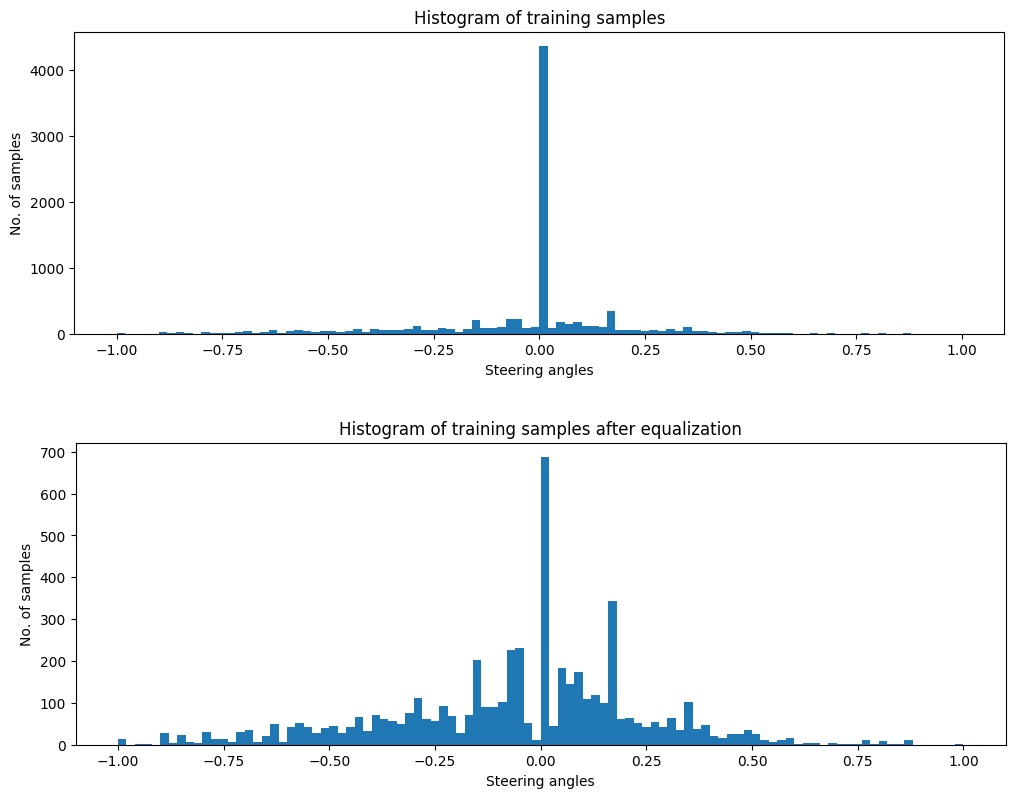 Histogram of training samples
4000
3000
2000
1000
0
No. of samples
−1.00 −0.75 −0.50 −0.25 0.00 0.25 0.50 0.75 1.00
Steering angles
Histogram of training samples after equalization
700
600
500
400
300
200
100
0
No. of samples
−1.00 −0.75 −0.50 −0.25 0.00 0.25 0.50 0.75 1.00
Steering angles